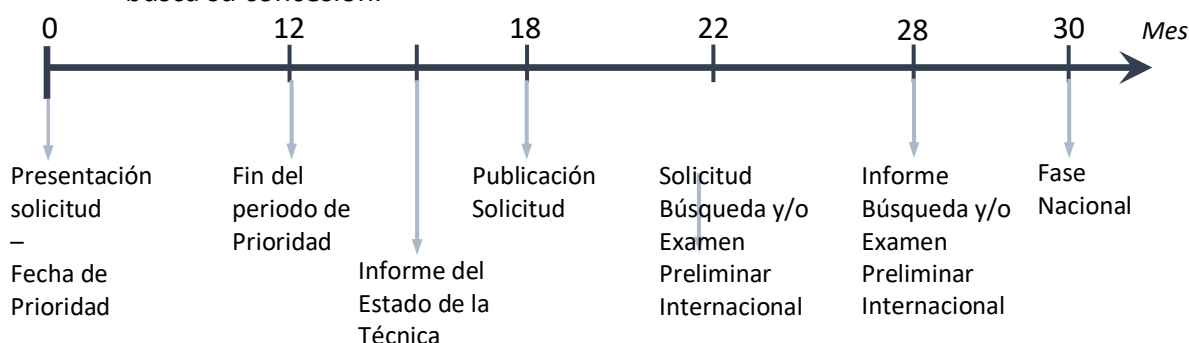 busca su concesión.
0 12 18 22 28 30 Mes
Presentación
solicitud
–
Fecha de
Prioridad
Fin del
periodo de
Prioridad
Informe del
Estado de la
Técnica
Publicación
Solicitud
Solicitud
Búsqueda y/o
Examen
Preliminar
Internacional
Informe
Búsqueda y/o
Examen
Preliminar
Internacional
Fase
Nacional